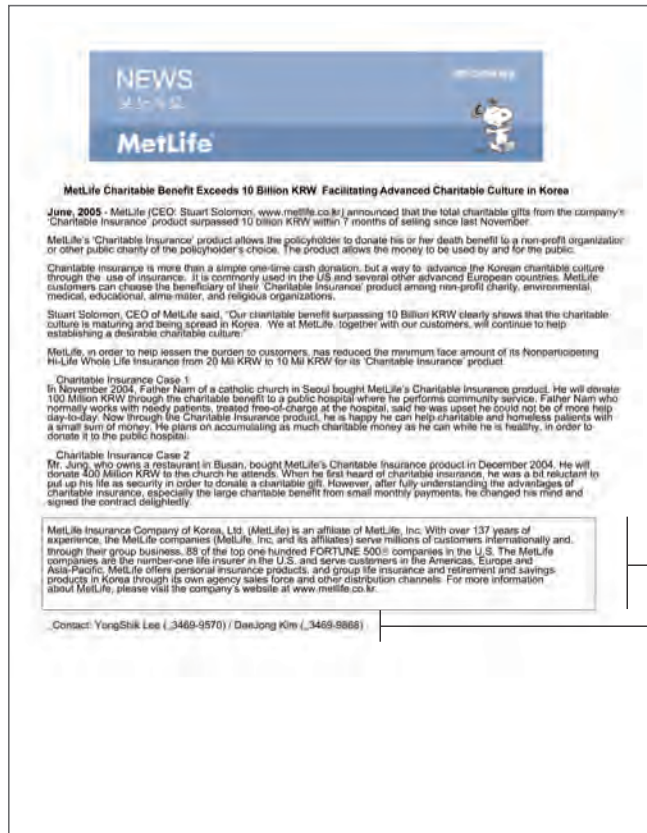 NEWS
MetLife®
MetLife Charitable Benefit Exceeds 10 Billion KRW  Facilitating Advanced Charitable Culture in Korea
June, 2005 - MetLife (CEO: Stuart Solomon, www.metlife.co.kr) announced that the total charitable gifts from the company's
'Charitable Insurance' product surpassed 10 billion KRW within 7 months of selling since last November.
MetLife's 'Charitable Insurance' product allows the policyholder to donate his or her death benefit to a non-profit organization
or other public charity of the policyholder's choice. The product allows the money to be used by and for the public.
Charitable insurance is more than a simple one-time cash donation, but a way to advance the Korean charitable culture
through the use of insurance.  It is commonly used in the US and several other advanced European countries. MetLife
customers can choose the beneficiary of their 'Charitable Insurance' product among non-profit charity, environmental,
medical, educational, alma-mater, and religious organizations.
Stuart Solomon, CEO of MetLife said, "Our charitable benefit surpassing 10 Billion KRW clearly shows that the charitable
culture is maturing and being spread in Korea.  We at MetLife, together with our customers, will continue to help
establishing a desirable charitable culture."
MetLife, in order to help lessen the burden to customers, has reduced the minimum face amount of its Nonparticipating
Hi-Life Whole Life Insurance from 20 Mil KRW to 10 Mil KRW for its 'Charitable Insurance' product.
Charitable Insurance Case 1
In November 2004, Father Nam of a catholic church in Seoul bought MetLife's Charitable Insurance product. He will donate
100 Million KRW through the charitable benefit to a public hospital where he performs community service. Father Nam who
normally works with needy patients, treated free-of-charge at the hospital, said he was upset he could not be of more help
day-to-day. Now through the Charitable Insurance product, he is happy he can help charitable and homeless patients with
a small sum of money. He plans on accumulating as much charitable money as he can while he is healthy, in order to
donate it to the public hospital.
Charitable Insurance Case 2
Mr. Jung, who owns a restaurant in Busan, bought MetLife's Charitable Insurance product in December 2004. He will
donate 400 Million KRW to the church he attends. When he first heard of charitable insurance, he was a bit reluctant to
put up his life as security in order to donate a charitable gift. However, after fully understanding the advantages of
charitable insurance, especially the large charitable benefit from small monthly payments, he changed his mind and
signed the contract delightedly.
MetLife Insurance Company of Korea, Ltd. (MetLife) is an affiliate of MetLife, Inc. With over 137 years of
experience, the MetLife companies (MetLife, Inc. and its affiliates) serve millions of customers internationally and,
through their group business, 88 of the top one hundred FORTUNE 500® companies in the U.S. The MetLife
companies are the number-one life insurer in the U.S. and serve customers in the Americas, Europe and
Asia-Pacific. MetLife offers personal insurance products, and group life insurance and retirement and savings
products in Korea through its own agency sales force and other distribution channels. For more information
about MetLife, please visit the company's website at www.metlife.co.kr.
_Contact: YongShik Lee (_3469-9570) / DaeJong Kim (_3469-9868)